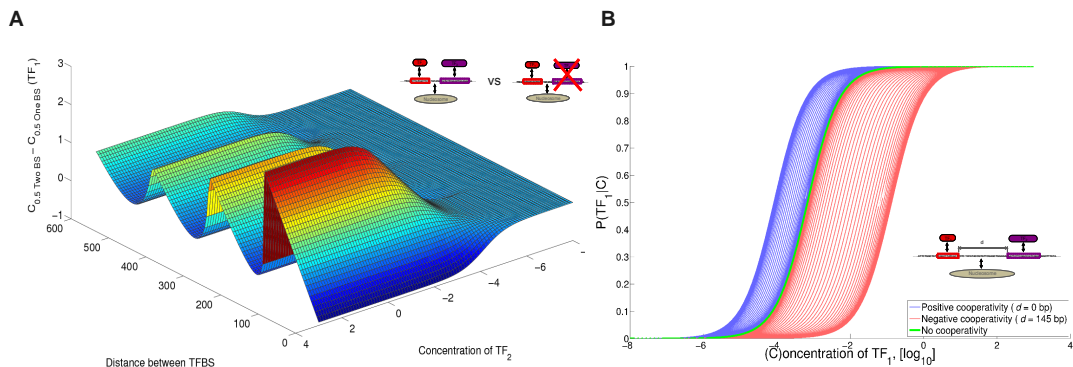 A
B
C0.5 Two BS − C0.5 One BS (TF1)
3
2
1
0
−1
600
500
400
300
200
100
0
Distance between TFBS
4
2
0
−2
−4
−6
Concentration of TF2
VS
Nucleosome
Nucleosome
P(TF1|C)
1
0.9
0.8
0.7
0.6
0.5
0.4
0.3
0.2
0.1
0
−8
−6
−4
−2
0
2
4
(C)oncentration of TF1, [log10]
d
Nucleosome
Positive cooperativity ( d = 0 bp)
Negative cooperativity ( d = 145 bp)
No cooperativity